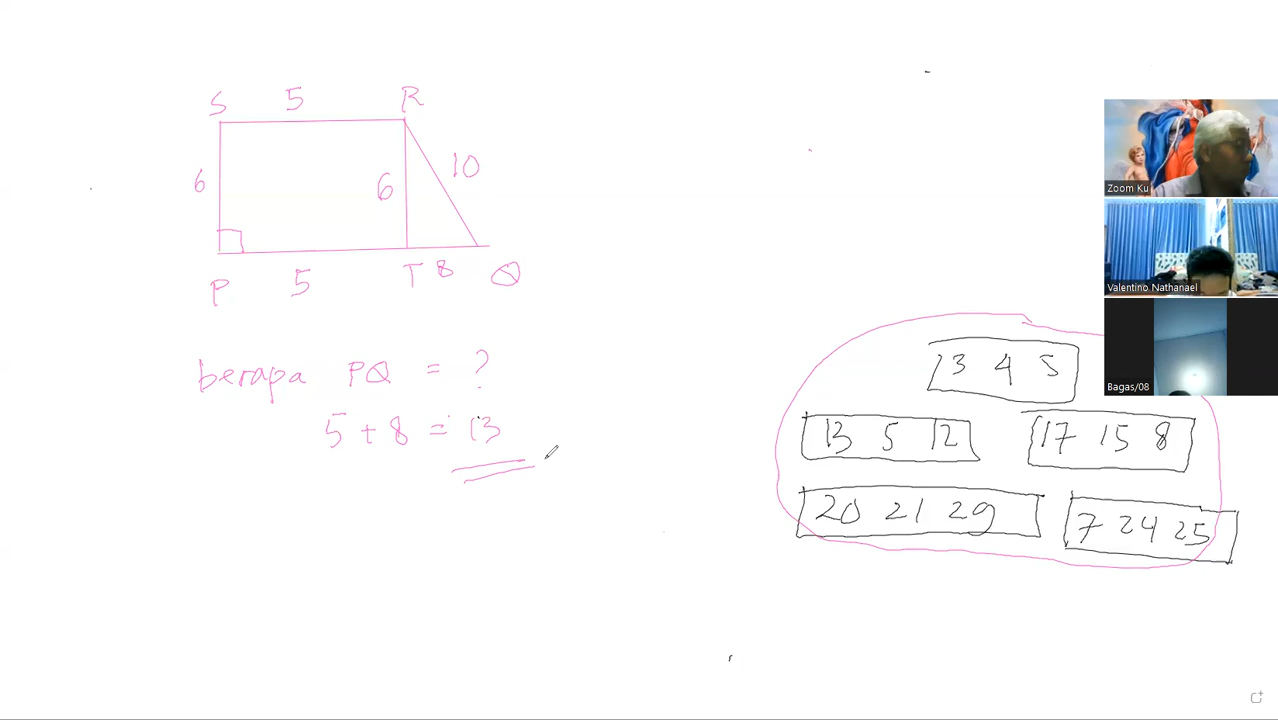 S 5 R
6 6 10
P 5 T 8 Q
berapa PQ = ?
5 + 8 = 13
3 4 5
13 5 12
17 15 8
20 21 29
7 24 25
Zoom Ku
Valentino Nathanael
Bagas/08